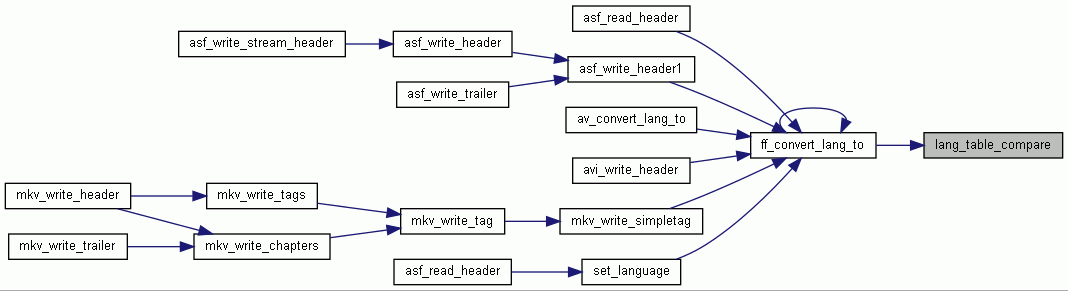 asf_read_header
asf_write_stream_header
asf_write_header
asf_write_header1
asf_write_trailer
av_convert_lang_to
ff_convert_lang_to
lang_table_compare
avi_write_header
mkv_write_header
mkv_write_tags
mkv_write_tag
mkv_write_simpletag
mkv_write_trailer
mkv_write_chapters
asf_read_header
set_language